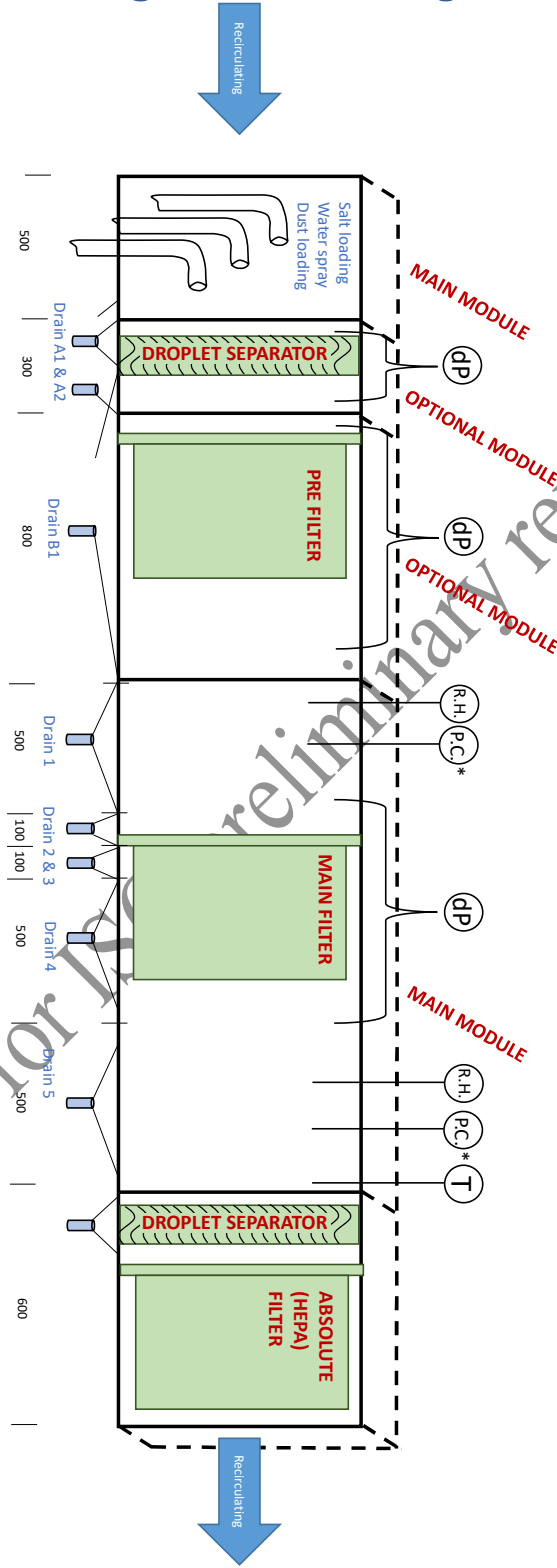 Recirculating
Salt loading
Water spray
Dust loading
MAIN MODULE
500
Drain A1 & A2
300
DROPLET SEPARATOR
dP
OPTIONAL MODULE
PRE FILTER
dP
Drain B1
800
OPTIONAL MODULE
R.H.
P.C.
*
Drain 1
500
Drain 2 & 3
100
100
MAIN FILTER
dP
Drain 4
500
MAIN MODULE
R.H.
P.C.
*
T
Drain 5
500
DROPLET SEPARATOR
ABSOLUTE
(HEPA)
FILTER
600
Recirculating
for
preliminary